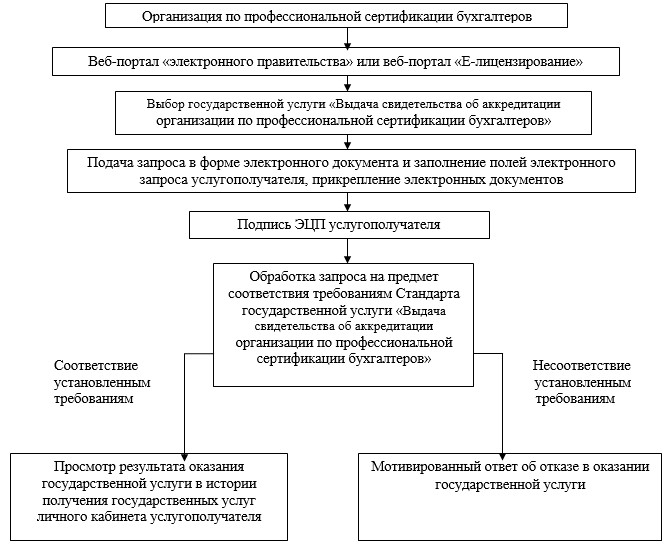 Организация по профессиональной сертификации бухгалтеров
Веб-портал «электронного правительства» или веб-портал «Е-лицензирование»
Выбор государственной услуги «Выдача свидетельства об аккредитации
организации по профессиональной сертификации бухгалтеров»
Подача запроса в форме электронного документа и заполнение полей электронного
запроса услугополучателя, прикрепление электронных документов
Подпись ЭЦП услугополучателя
Обработка запроса на предмет
соответствия требованиям Стандарта
государственной услуги «Выдача
свидетельства об аккредитации
организации по профессиональной
сертификации бухгалтеров»
Соответствие
установленным
требованиям
Несоответствие
установленным
требованиям
Просмотр результата оказания
государственной услуги в истории
получения государственных услуг
личного кабинета услугополучателя
Мотивированный ответ об отказе в оказании
государственной услуги